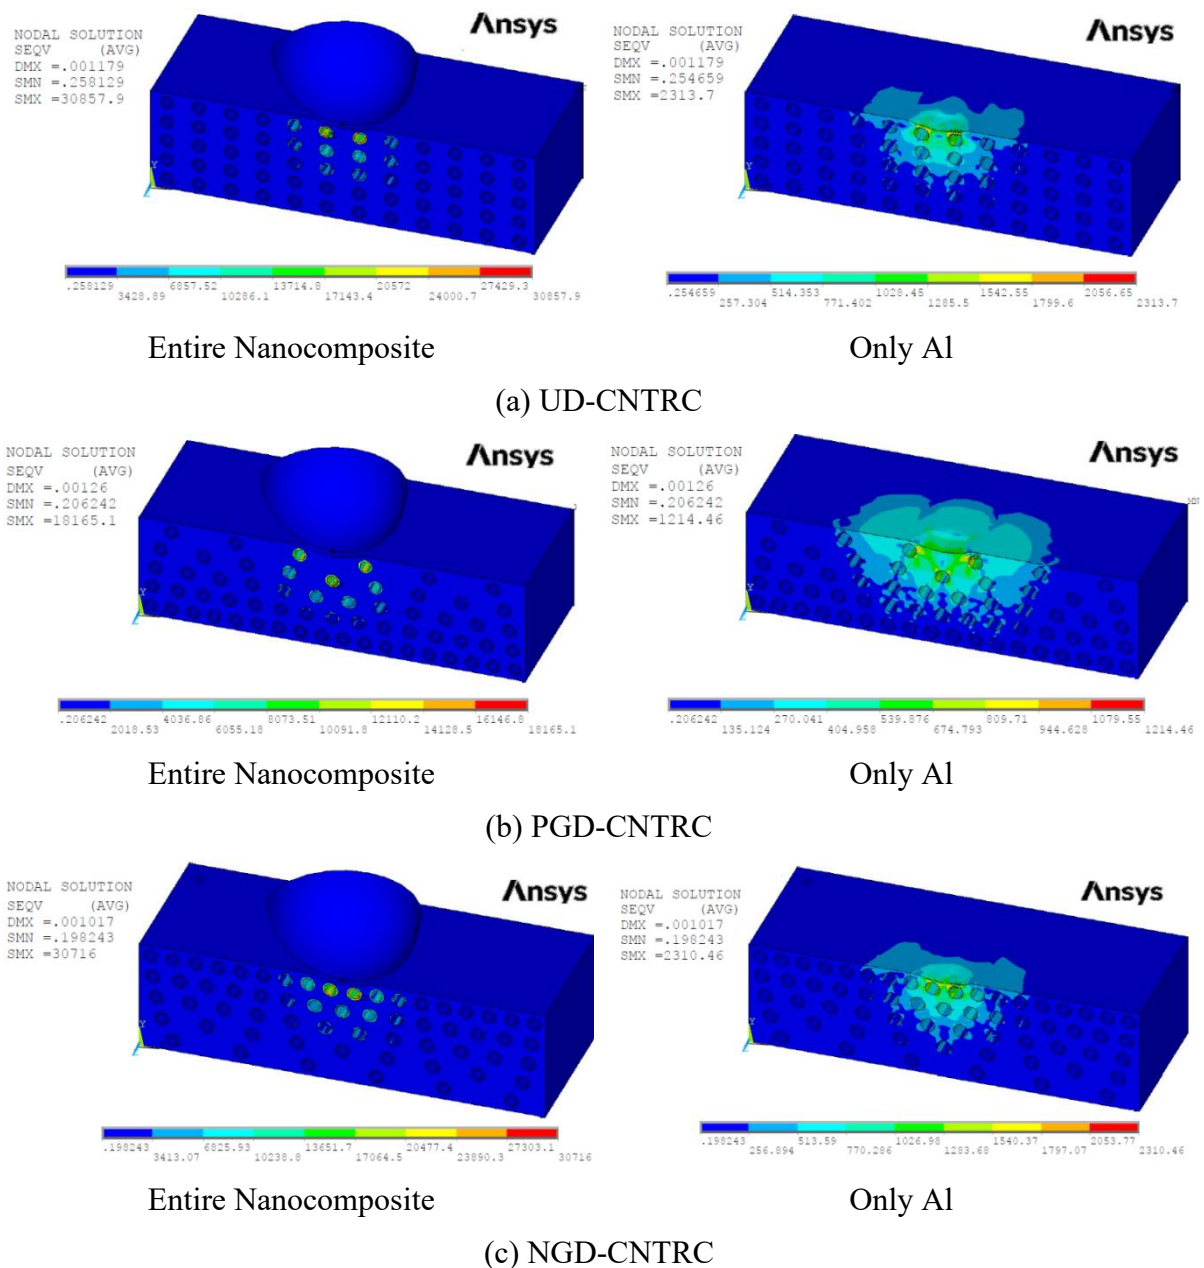 NODAL SOLUTION
SEQV (AVG)
DMX =.001179
SMN =.258129
SMX =30857.9
Ansys
.258129 6857.52 13714.8 20572 27429.3
3428.89 10286.1 17143.4 24000.7 30857.9
Entire Nanocomposite
NODAL SOLUTION
SEQV (AVG)
DMX =.001179
SMN =.254659
SMX =2313.7
Ansys
.254659 514.353 1028.45 1542.55 2056.65
257.304 771.402 1285.5 1799.6 2313.7
Only Al
(a) UD-CNTRC
NODAL SOLUTION
SEQV (AVG)
DMX =.00126
SMN =.206242
SMX =18165.1
Ansys
.206242 4036.86 8073.51 12110.2 16146.8
2018.53 6055.18 10091.8 14128.5 18165.1
Entire Nanocomposite
NODAL SOLUTION
SEQV (AVG)
DMX =.00126
SMN =.206242
SMX =1214.46
Ansys
.206242 270.041 539.876 809.71 1079.55
135.124 404.958 674.793 944.628 1214.46
Only Al
(b) PGD-CNTRC
NODAL SOLUTION
SEQV (AVG)
DMX =.001017
SMN =.198243
SMX =30716
Ansys
.198243 6825.93 13651.7 20477.4 27303.1
3413.07 10238.8 17064.5 23890.3 30716
Entire Nanocomposite
NODAL SOLUTION
SEQV (AVG)
DMX =.001017
SMN =.198243
SMX =2310.46
Ansys
.198243 513.59 1026.98 1540.37 2053.77
256.894 770.286 1283.68 1797.07 2310.46
Only Al
(c) NGD-CNTRC